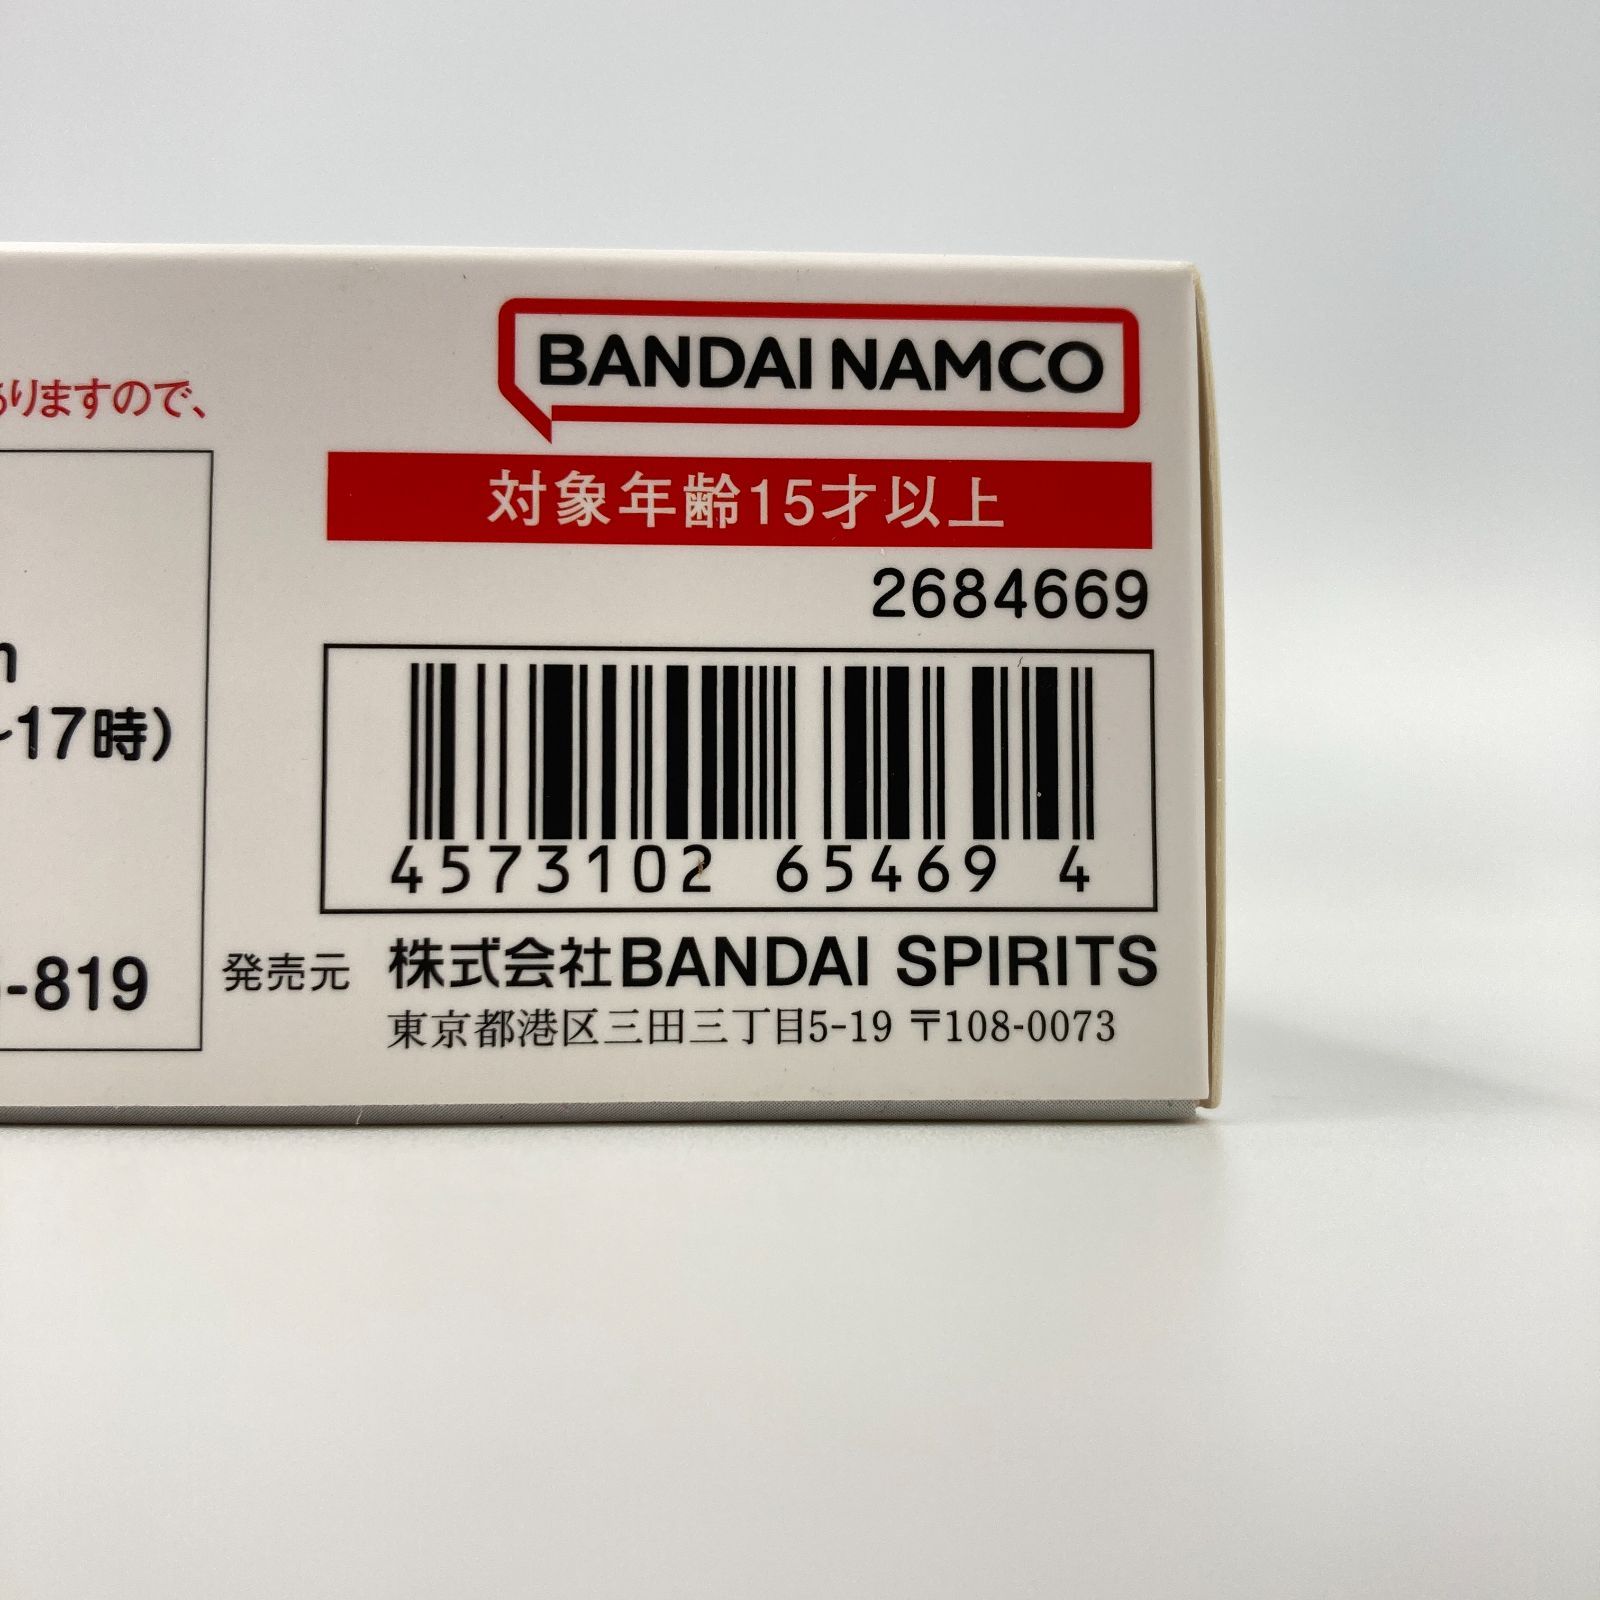 ありますので、
17時)
-819
BANDAI NAMCO
対象年齢15才以上
2684669
4573102 65469 4
発売元 株式会社BANDAI SPIRITS
東京都港区三田三丁目5-19 〒108-0073